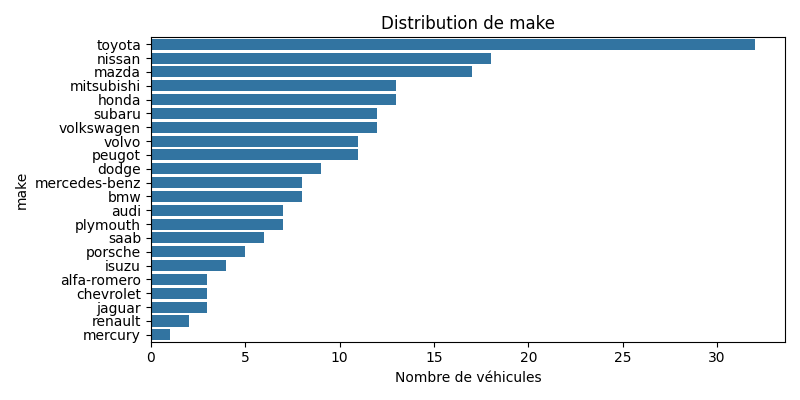 Distribution de make
toyota
nissan
mazda
mitsubishi
honda
subaru
volkswagen
volvo
peugot
dodge
mercedes-benz
bmw
audi
plymouth
saab
porsche
isuzu
alfa-romero
chevrolet
jaguar
renault
mercury
make
0 5 10 15 20 25 30
Nombre de véhicules